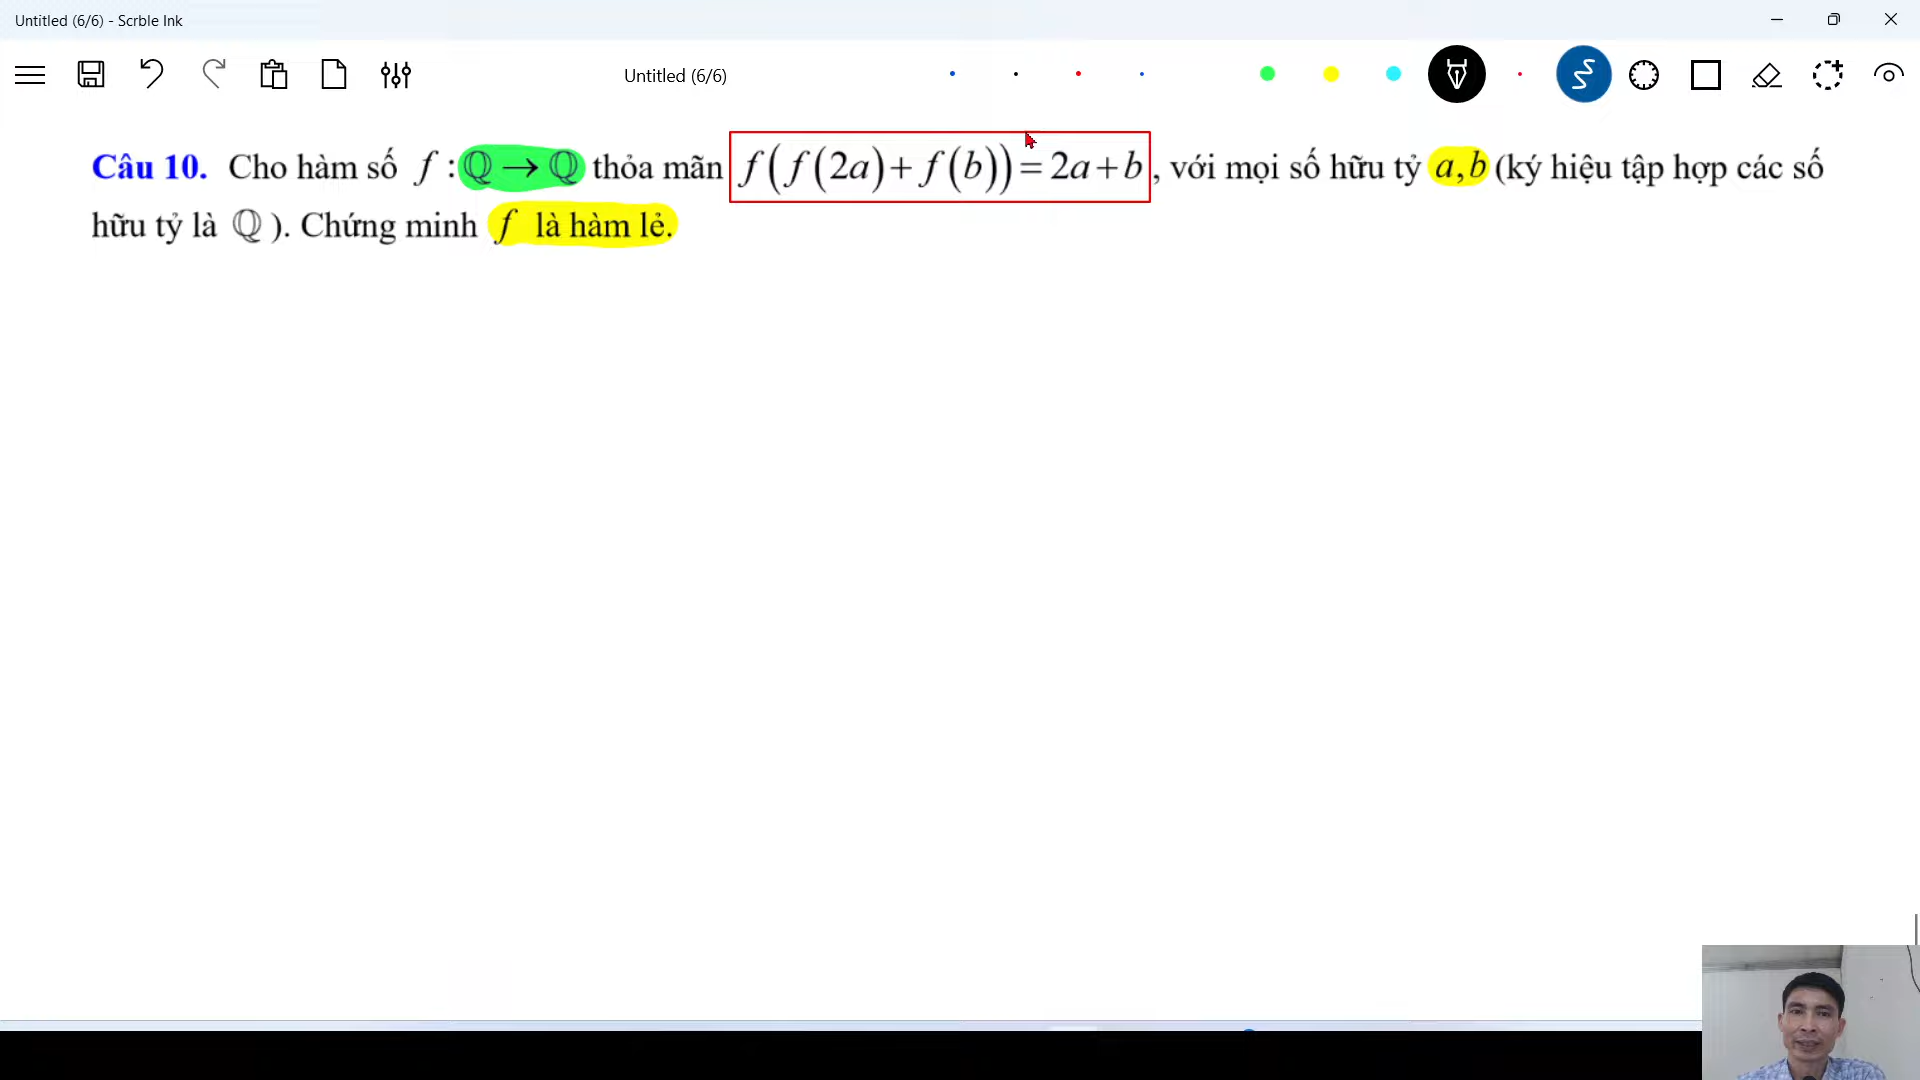 Untitled (6/6) - Scrble Ink
Untitled (6/6)
Câu 10. Cho hàm số f : ℚ → ℚ thỏa mãn f(f(2a)+f(b))=2a+b, với mọi số hữu tỷ a,b (ký hiệu tập hợp các số
hữu tỷ là ℚ ). Chứng minh f là hàm lẻ.